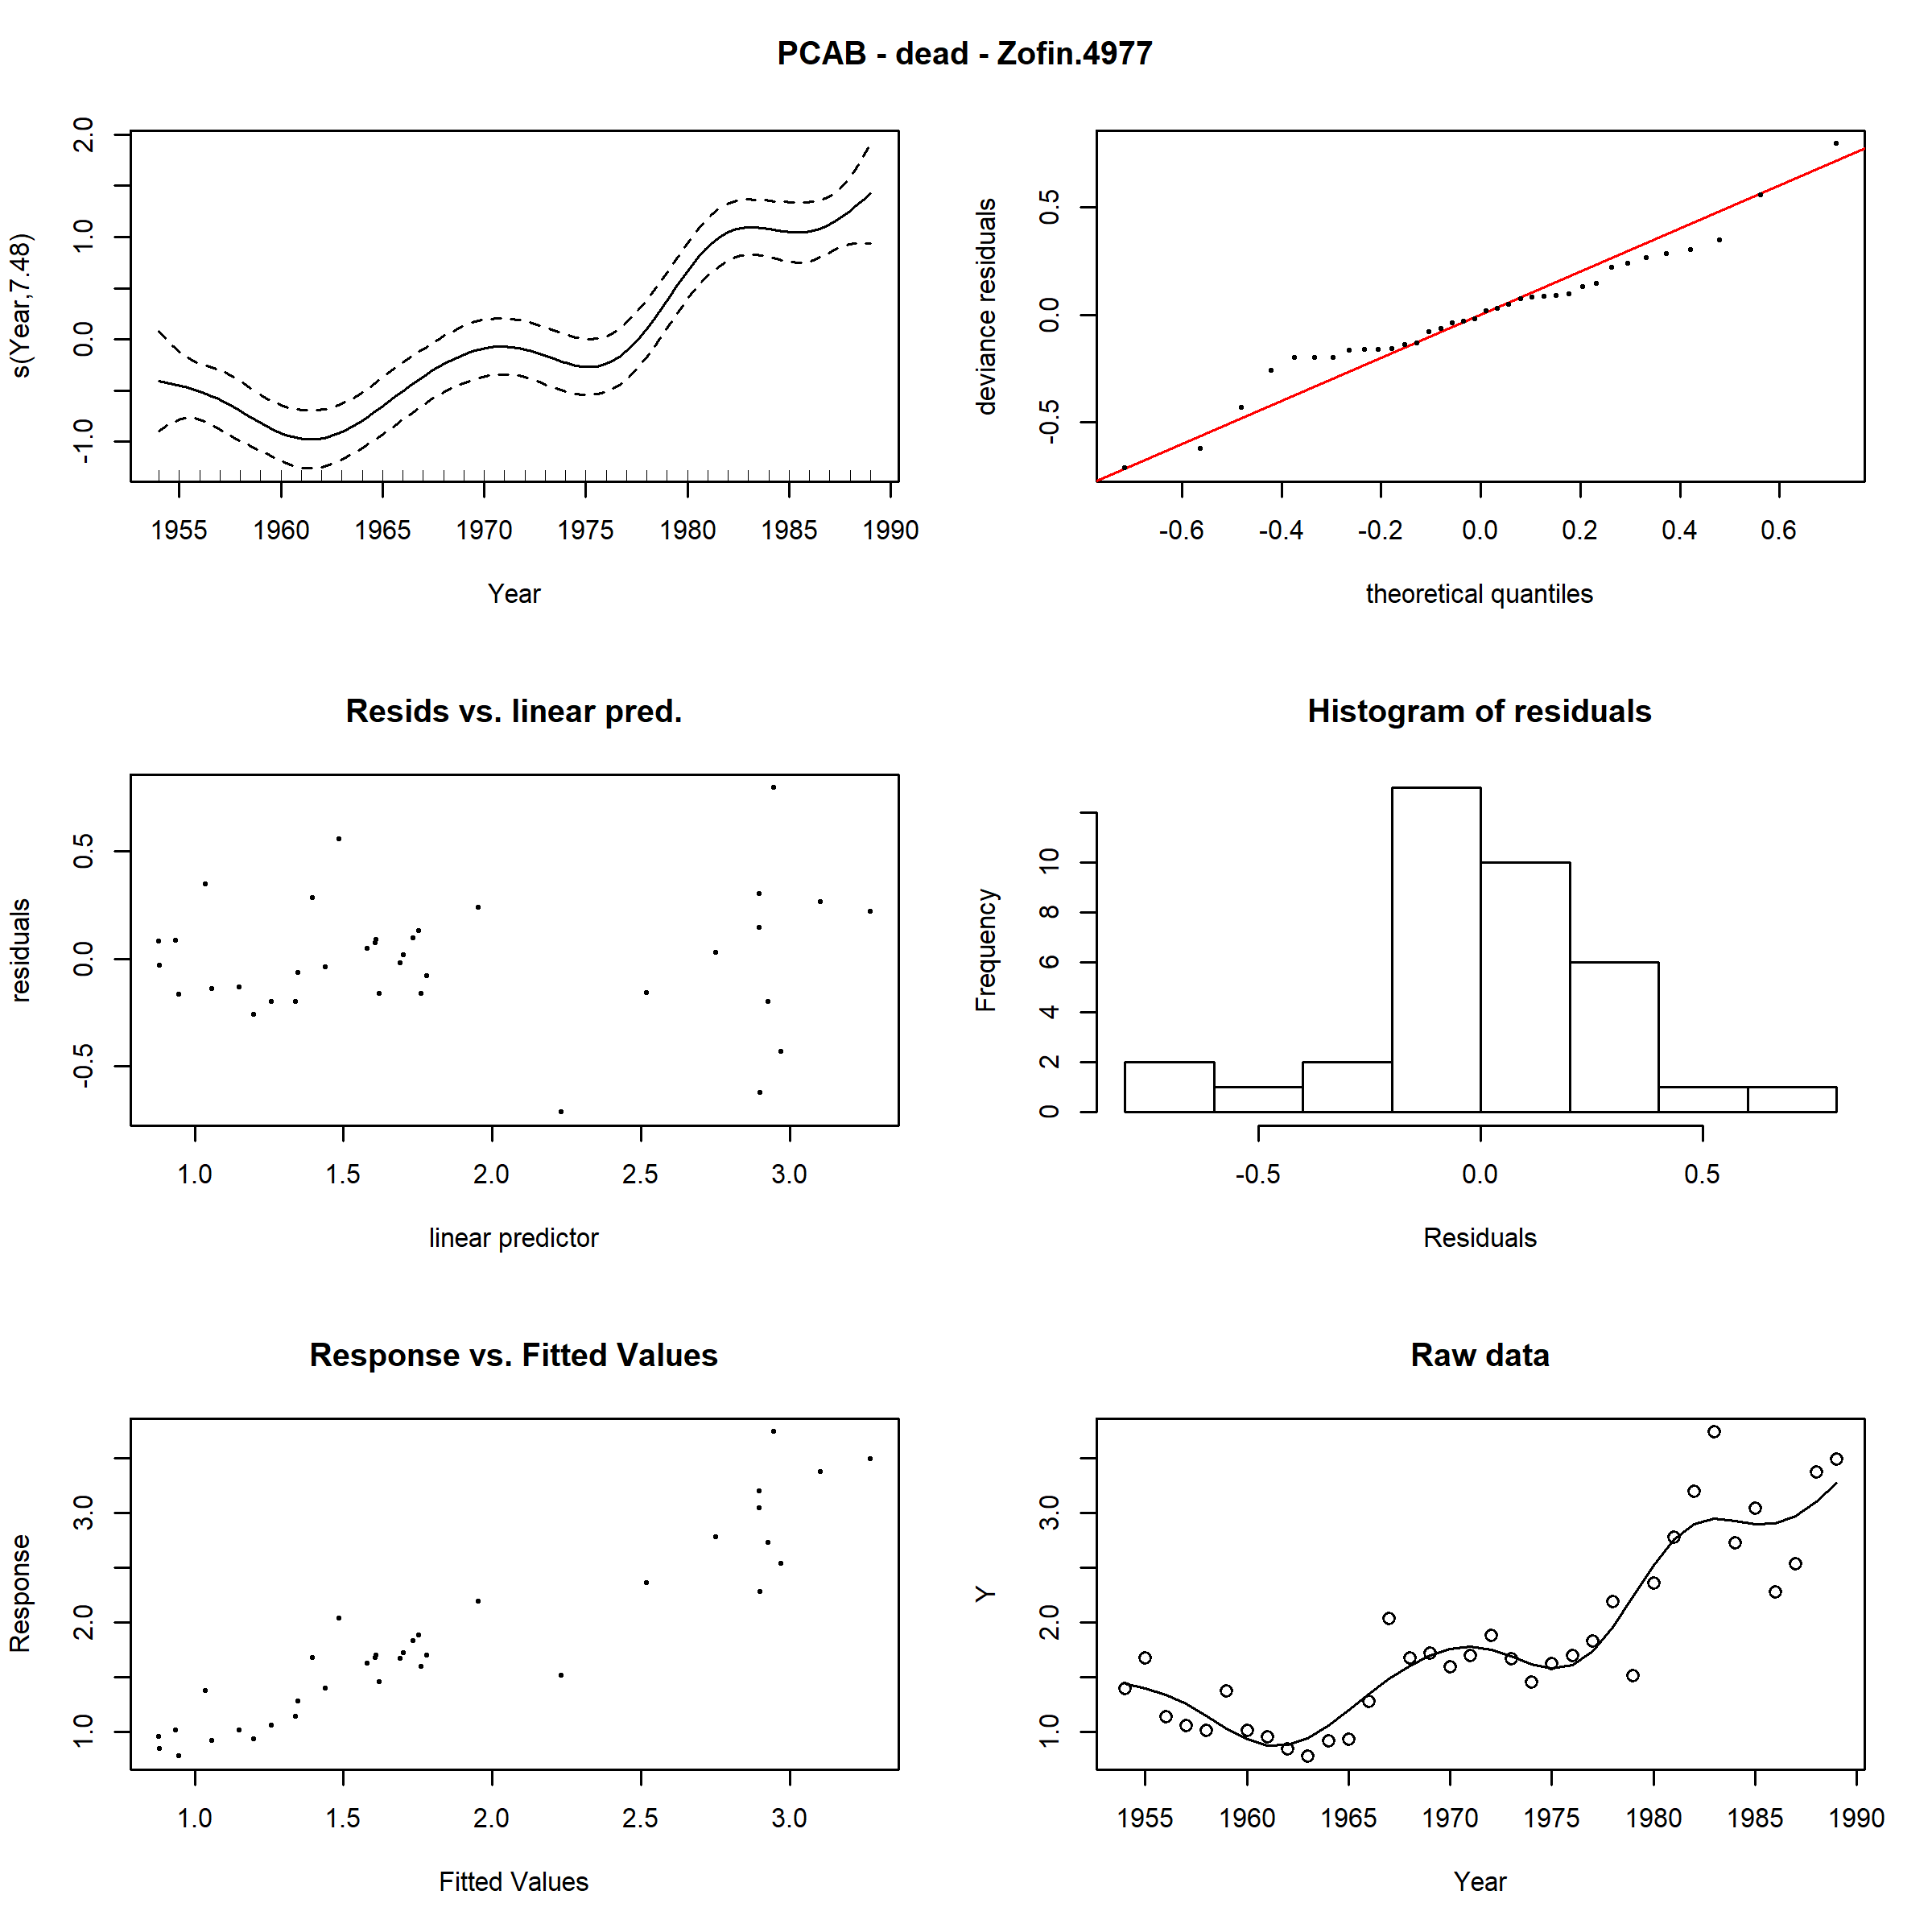 PCAB - dead - Zofin.4977
s(Year,7.48)
2.0
1.0
0.0
-1.0
1955 1960 1965 1970 1975 1980 1985 1990
Year
deviance residuals
0.5
0.0
-0.5
-0.6 -0.4 -0.2 0.0 0.2 0.4 0.6
theoretical quantiles
Resids vs. linear pred.
residuals
0.5
0.0
-0.5
1.0 1.5 2.0 2.5 3.0
linear predictor
Histogram of residuals
Frequency
10
8
6
4
2
0
-0.5 0.0 0.5
Residuals
Response vs. Fitted Values
Response
3.0
2.0
1.0
1.0 1.5 2.0 2.5 3.0
Fitted Values
Raw data
Y
3.0
2.0
1.0
1955 1960 1965 1970 1975 1980 1985 1990
Year